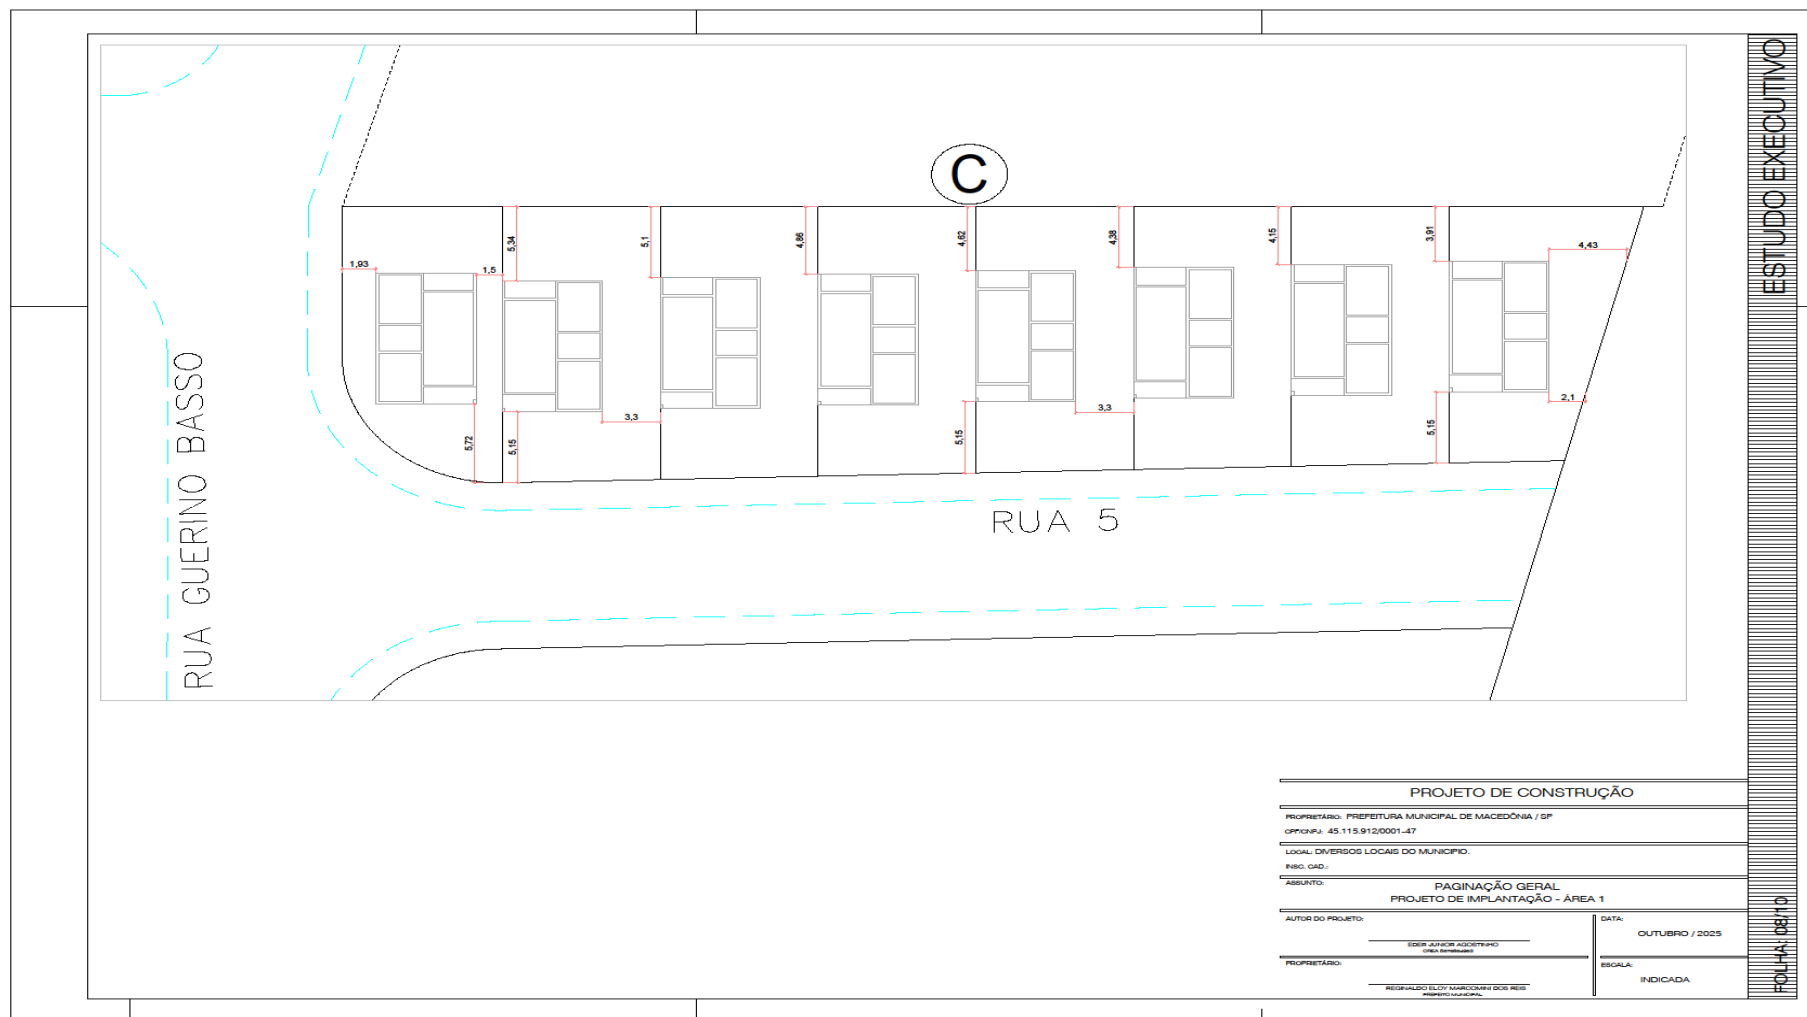 C
5,34
5,1
4,86
4,62
4,38
4,15
3,91
4,43
1,93
1,5
3,3
3,3
2,1
5,72
5,15
5,15
5,15
RUA GUERINO BASSO
RUA 5
ESTUDO EXECUTIVO
FOLHA: 08/10
PROJETO DE CONSTRUÇÃO
PROPRIETÁRIO: PREFEITURA MUNICIPAL DE MACEDÔNIA / SP
CPF/CNPJ: 45.115.912/0001-47
LOCAL: DIVERSOS LOCAIS DO MUNICIPIO.
INSC. CAD.:
ASSUNTO:
PAGINAÇÃO GERAL
PROJETO DE IMPLANTAÇÃO - ÁREA 1
AUTOR DO PROJETO:
EDER JUNIOR AGOSTINHO
CREA
DATA:
OUTUBRO / 2025
PROPRIETÁRIO:
REGINALDO ELOY MARCOMINI DOS REIS
PREFEITO MUNICIPAL
ESCALA:
INDICADA